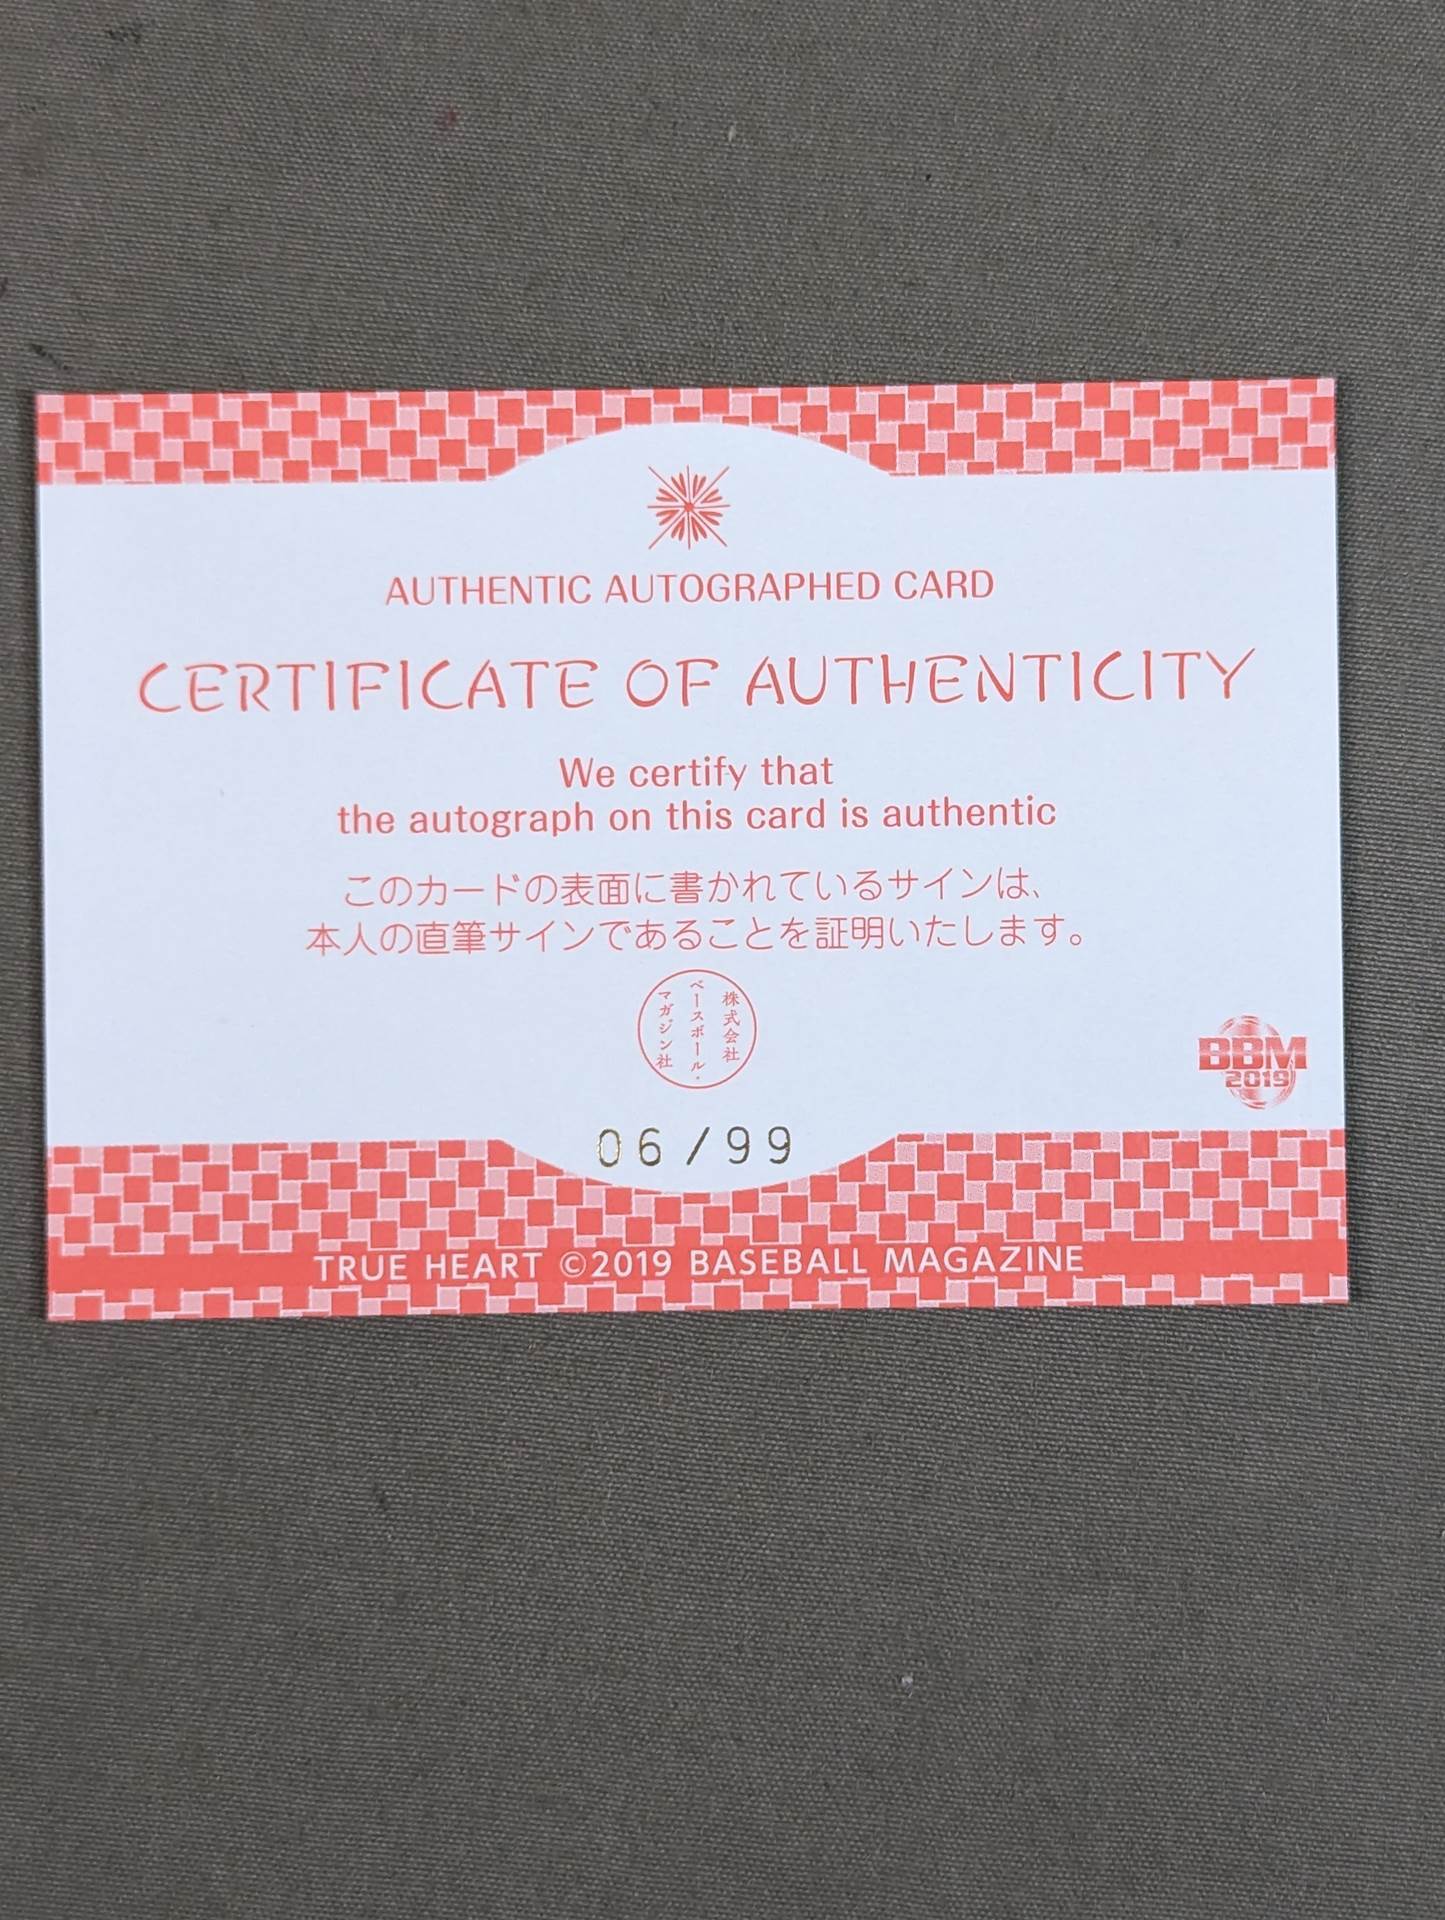 AUTHENTIC AUTOGRAPHED CARD
CERTIFICATE OF AUTHENTICITY
We certify that
the autograph on this card is authentic
このカードの表面に書かれているサインは、
本人の直筆サインであることを証明いたします。
株式会社
ベースボール・
マガジン社
BBM
2019
06/99
TRUE HEART ©2019 BASEBALL MAGAZINE